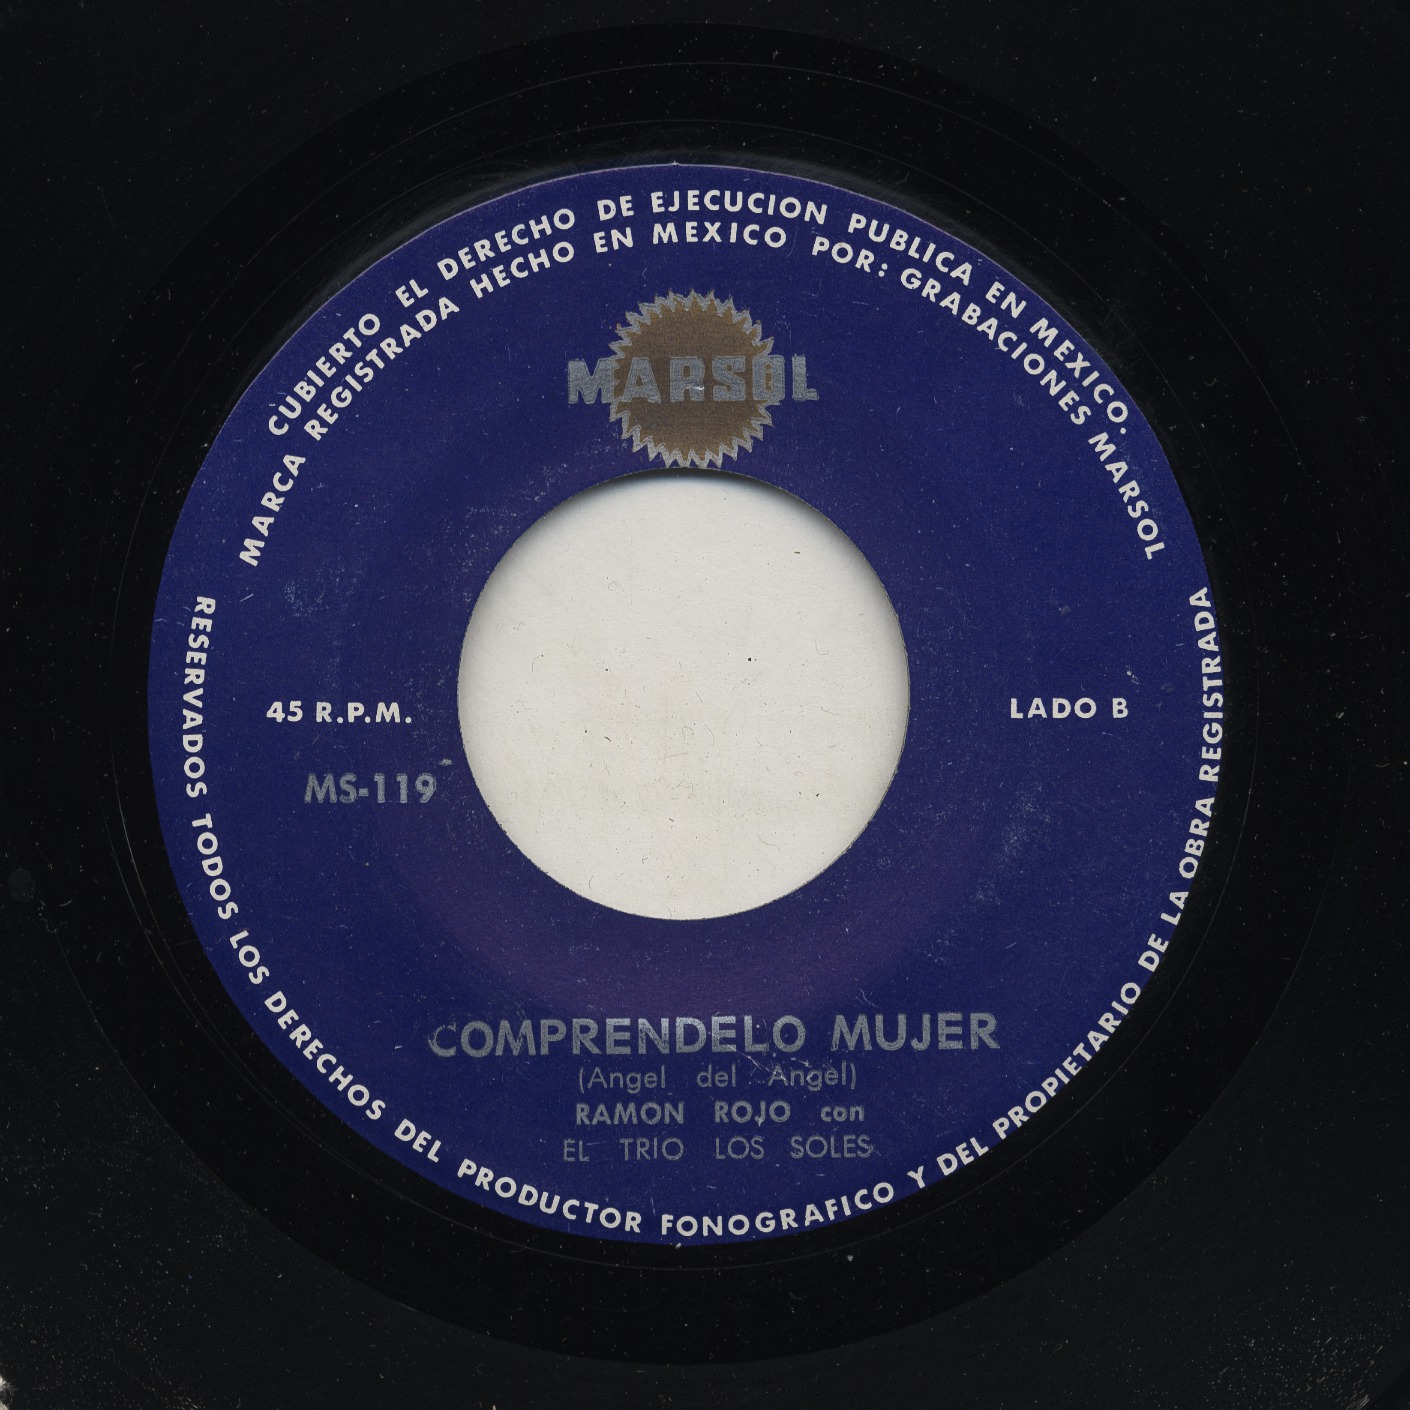 CUBIERTO EL DERECHO DE EJECUCION PUBLICA EN MEXICO.
MARCA REGISTRADA HECHO EN MEXICO POR: GRABACIONES MARSOL
MARSOL
45 R.P.M.
LADO B
MS-119
COMPRENDELO MUJER
(Angel del Angel)
RAMON ROJO con
EL TRIO LOS SOLES
RESERVADOS TODOS LOS DERECHOS DEL PRODUCTOR FONOGRAFICO Y DEL PROPIETARIO DE LA OBRA REGISTRADA